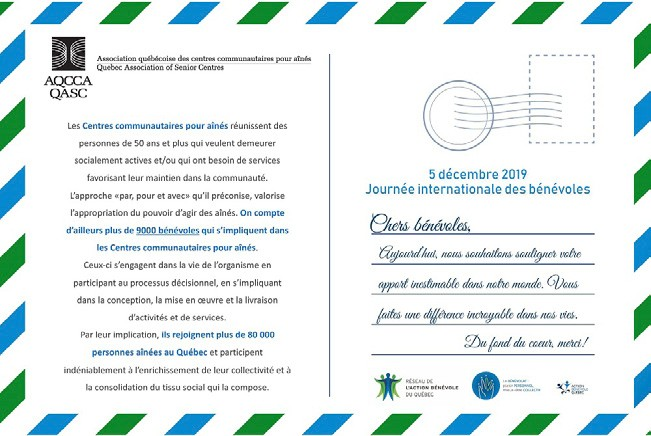 AQCCA
QASC
Association québécoise des centres communautaires pour aînés
Quebec Association of Senior Centres
Les Centres communautaires pour aînés réunissent des
personnes de 50 ans et plus qui veulent demeurer
socialement actives et/ou qui ont besoin de services
favorisant leur maintien dans la communauté.
L'approche «par, pour et avec» qu'il préconise, valorise
l'appropriation du pouvoir d'agir des aînés. On compte
d'ailleurs plus de 9000 bénévoles qui s'impliquent dans
les Centres communautaires pour aînés.
Ceux-ci s'engagent dans la vie de l'organisme en
participant au processus décisionnel, en s'impliquant
dans la conception, la mise en œuvre et la livraison
d'activités et de services.
Par leur implication, ils rejoignent plus de 80 000
personnes aînées au Québec et participent
indéniablement à l'enrichissement de leur collectivité et à
la consolidation du tissu social qui la compose.
5 décembre 2019
Journée internationale des bénévoles
Chers bénévoles,
Aujourd'hui, nous souhaitons souligner votre
apport inestimable dans notre monde. Vous
faites une différence incroyable dans nos vies.
Du fond du coeur, merci!
RÉSEAU DE
L'ACTION BÉNÉVOLE
DU QUÉBEC